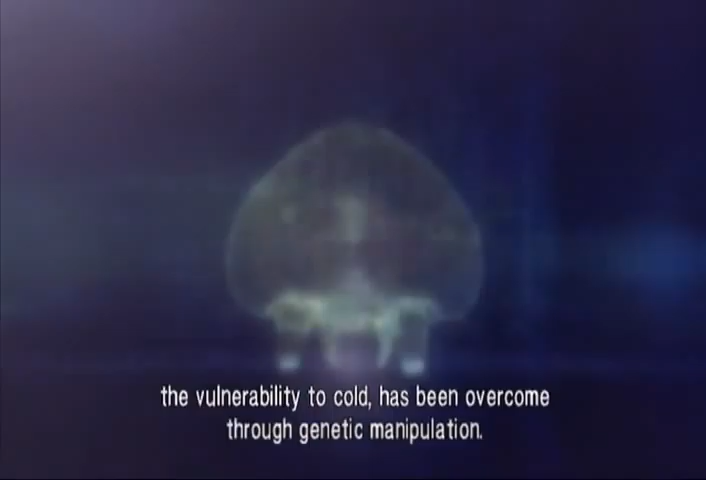 the vulnerability to cold, has been overcome
through genetic manipulation.